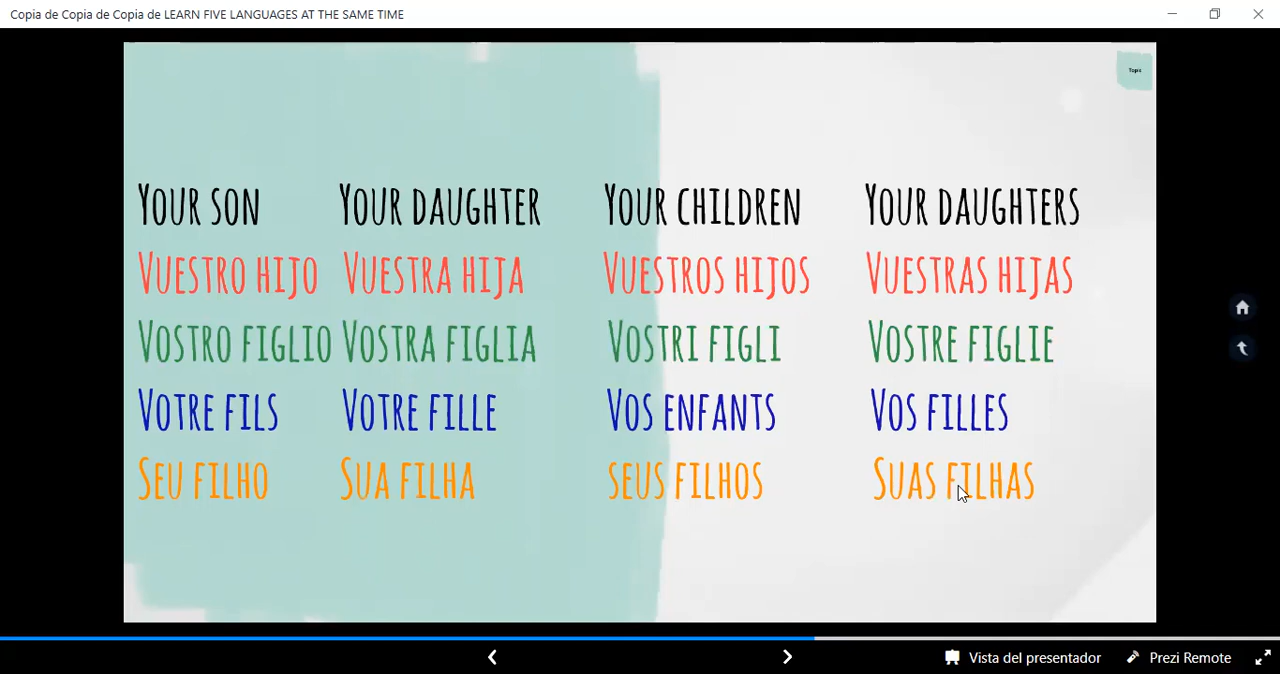 Copia de Copia de Copia de LEARN FIVE LANGUAGES AT THE SAME TIME
Topic
Your son Your daughter Your children Your daughters
Vuestro hijo Vuestra hija Vuestros hijos Vuestras hijas
Vostro figlio Vostra figlia Vostri figli Vostre figlie
Votre fils Votre fille Vos enfants Vos filles
Seu filho Sua filha seus filhos Suas filhas
Vista del presentador Prezi Remote